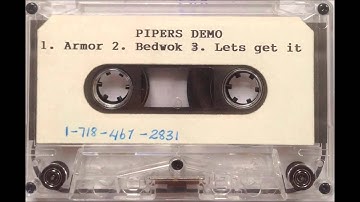 PIPERS DEMO
1. Armor 2. Bedwok 3. Lets get it
1-718-467-2831